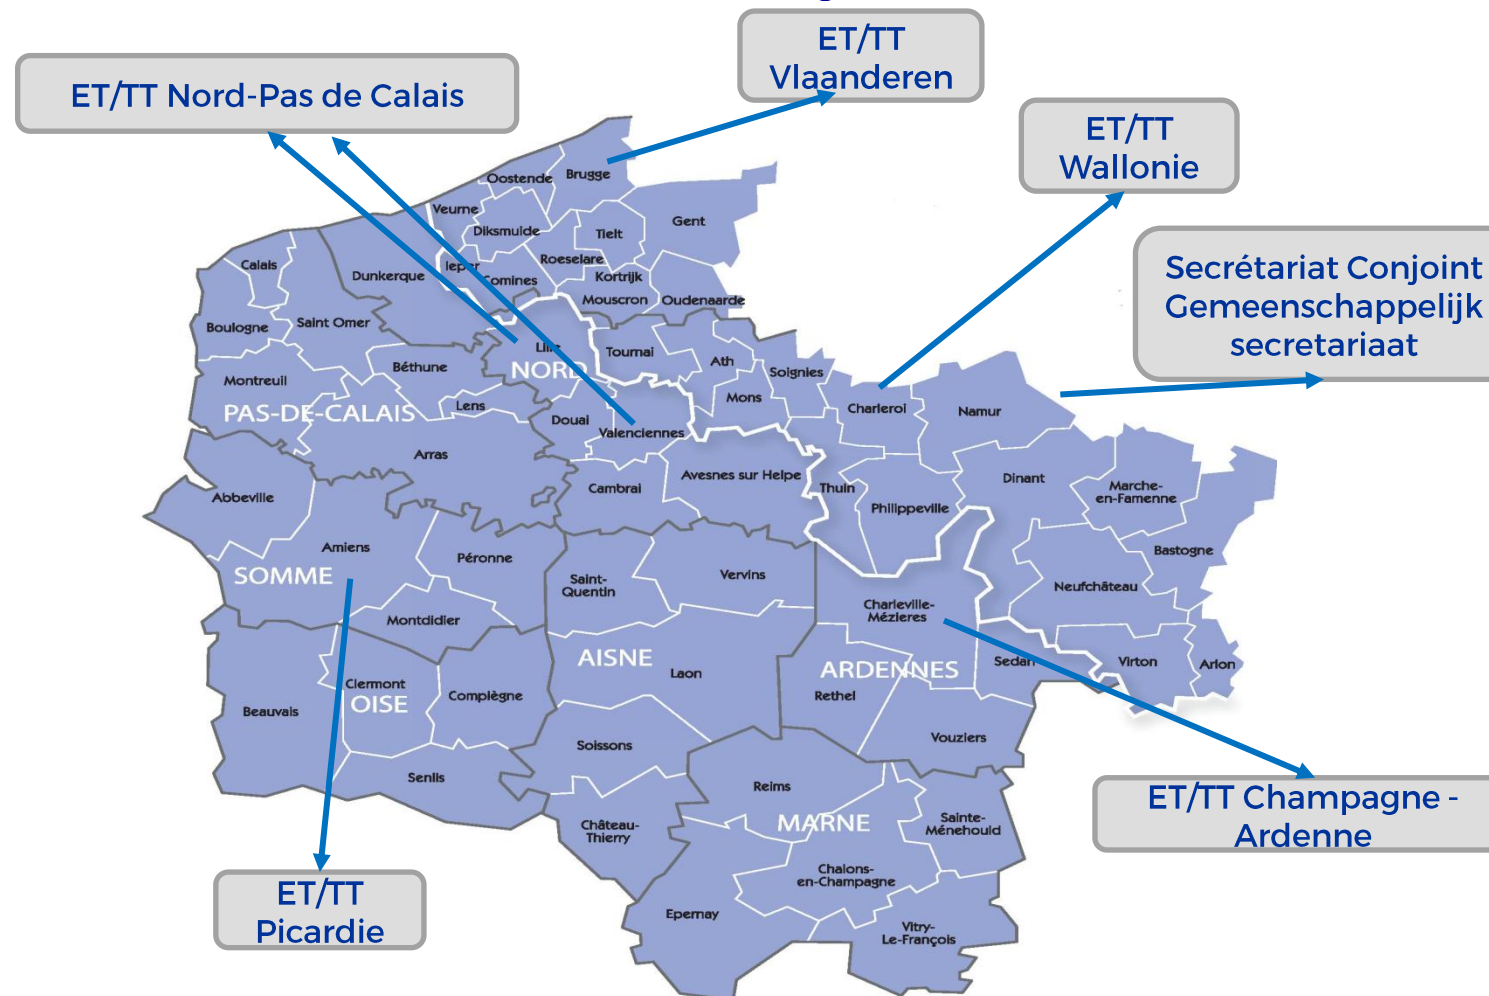 ET/TT
Vlaanderen
ET/TT Nord-Pas de Calais
ET/TT
Wallonie
Secrétariat Conjoint
Gemeenschappelijk
secretariaat
Oostende
Brugge
Veurne
Diksmuide
Tielt
Gent
Calais
Dunkerque
Ieper
Comines
Roeselare
Kortrijk
Mouscron
Oudenaarde
Boulogne
Saint Omer
Lille
Tournai
Ath
Soignies
Montreuil
Béthune
NORD
Mons
PAS-DE-CALAIS
Lens
Douai
Valenciennes
Charleroi
Namur
Arras
Abbeville
Cambrai
Avesnes sur Helpe
Thuin
Philippeville
Dinant
Marche-
en-Famenne
Amiens
Péronne
SOMME
Saint-
Quentin
Vervins
Bastogne
Neufchâteau
Charleville-
Mézieres
Montdidier
AISNE
Laon
ARDENNES
Sedan
Virton
Arlon
Clermont
OISE
Compiègne
Rethel
Beauvais
Soissons
Vouziers
Senlis
Reims
ET/TT Champagne -
Ardenne
Château-
Thierry
MARNE
Sainte-
Ménehould
Chalons-
en-Champagne
ET/TT
Picardie
Epernay
Vitry-
Le-François